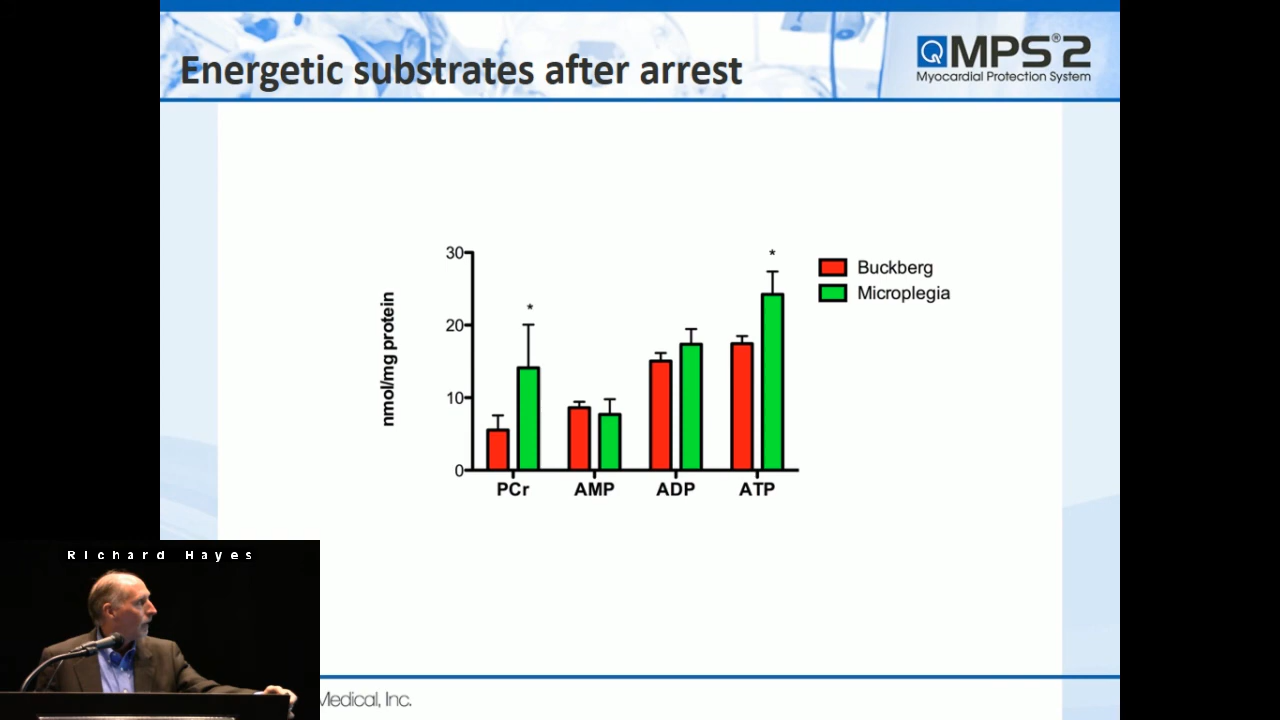 Energetic substrates after arrest
Q MPS®2
Myocardial Protection System
30
20
10
0
nmol/mg protein
*
*
PCr AMP ADP ATP
Buckberg
Microplegia
Richard Hayes
Medical, Inc.